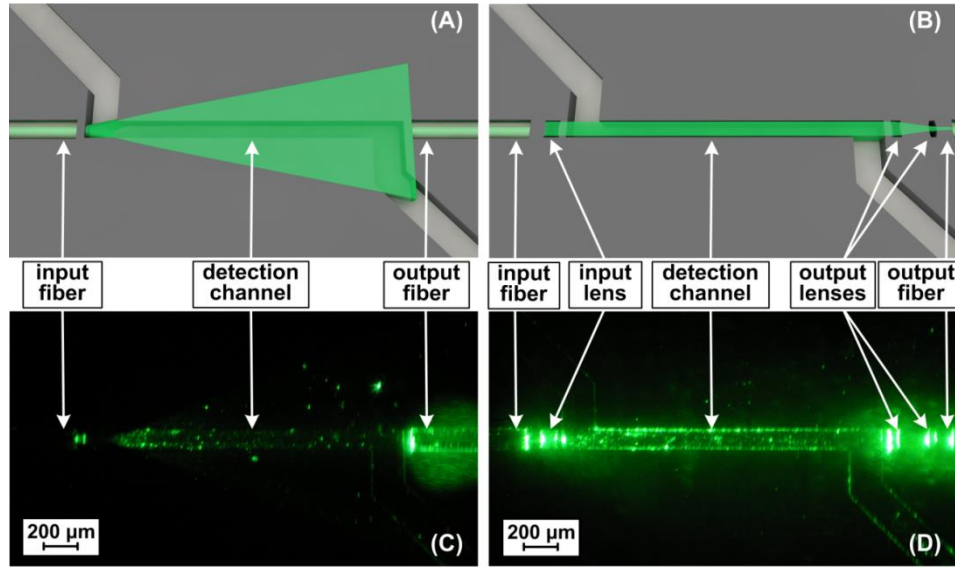 (A)
(B)
input
fiber
detection
channel
output
fiber
input
fiber
input
lens
detection
channel
output
lenses
output
fiber
200 µm
(C)
200 µm
(D)